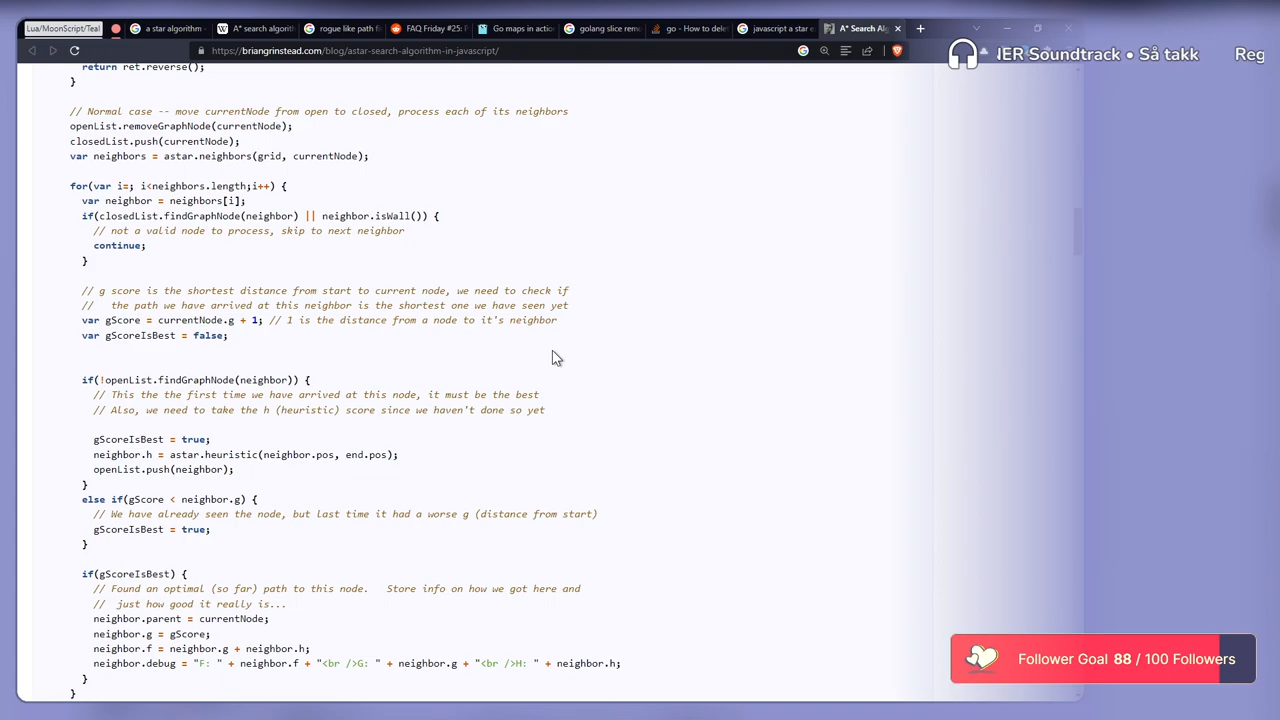 Lua/MoonScript/Teal
a star algorithm -
A* search algorith
rogue like path fi
FAQ Friday #25: P
Go maps in action
golang slice rem
go - How to delet
javascript a star e
A* Search Alg
https://briangrinstead.com/blog/astar-search-algorithm-in-javascript/
IER Soundtrack • Så takk
Reg
return ret.reverse();
}
// Normal case -- move currentNode from open to closed, process each of its neighbors
openList.removeGraphNode(currentNode);
closedList.push(currentNode);
var neighbors = astar.neighbors(grid, currentNode);
for(var i=; i<neighbors.length;i++) {
var neighbor = neighbors[i];
if(closedList.findGraphNode(neighbor) || neighbor.isWall()) {
// not a valid node to process, skip to next neighbor
continue;
}
// g score is the shortest distance from start to current node, we need to check if
//   the path we have arrived at this neighbor is the shortest one we have seen yet
var gScore = currentNode.g + 1; // 1 is the distance from a node to it's neighbor
var gScoreIsBest = false;
if(!openList.findGraphNode(neighbor)) {
// This the the first time we have arrived at this node, it must be the best
// Also, we need to take the h (heuristic) score since we haven't done so yet
gScoreIsBest = true;
neighbor.h = astar.heuristic(neighbor.pos, end.pos);
openList.push(neighbor);
}
else if(gScore < neighbor.g) {
// We have already seen the node, but last time it had a worse g (distance from start)
gScoreIsBest = true;
}
if(gScoreIsBest) {
// Found an optimal (so far) path to this node.   Store info on how we got here and
//  just how good it really is...
neighbor.parent = currentNode;
neighbor.g = gScore;
neighbor.f = neighbor.g + neighbor.h;
neighbor.debug = "F: " + neighbor.f + "<br />G: " + neighbor.g + "<br />H: " + neighbor.h;
}
}
Follower Goal 88 / 100 Followers